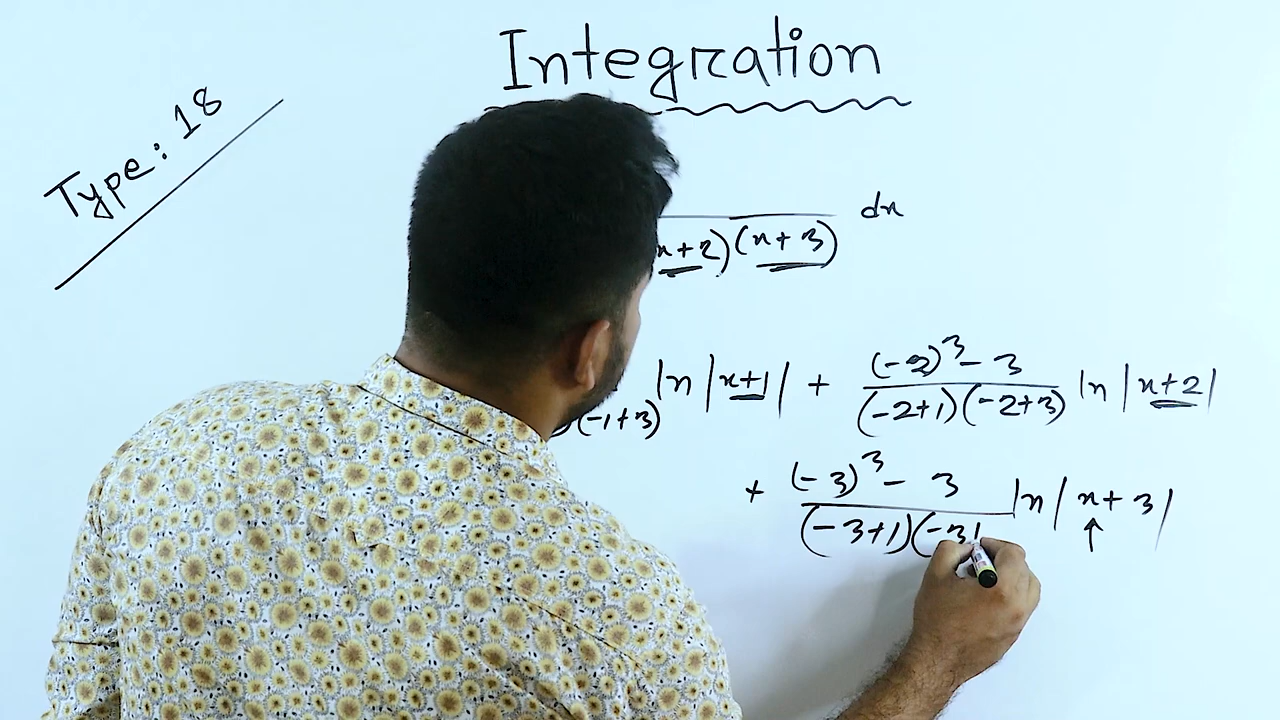 Integration
Type: 18
x+2)(x+3) dx
(-1+3) ln |x+1| + (-2)³ - 3 / (-2+1)(-2+3) ln |x+2|
+ (-3)³ - 3 / (-3+1)(-3 ln | x + 3 |
↑